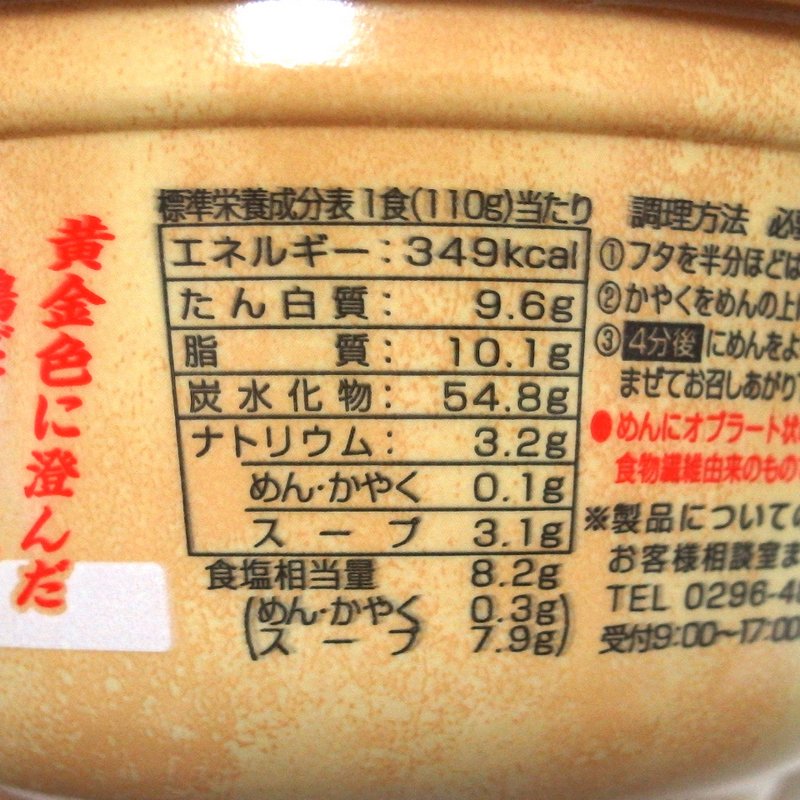 黄金色に澄んだ
標準栄養成分表 1食(110g)当たり
エネルギー：349kcal
たん白質： 9.6g
脂質： 10.1g
炭水化物： 54.8g
ナトリウム： 3.2g
めん・かやく 0.1g
スープ 3.1g
食塩相当量 8.2g
(めん・かやく 0.3g
スープ 7.9g)
調理方法 必
①フタを半分ほどは
②かやくをめんの上
③4分後にめんをよ
まぜてお召しあがり
●めんにオブラート状
食物繊維由来のもの
※製品についての
お客様相談室ま
TEL 0296-4
受付9:00〜17:00